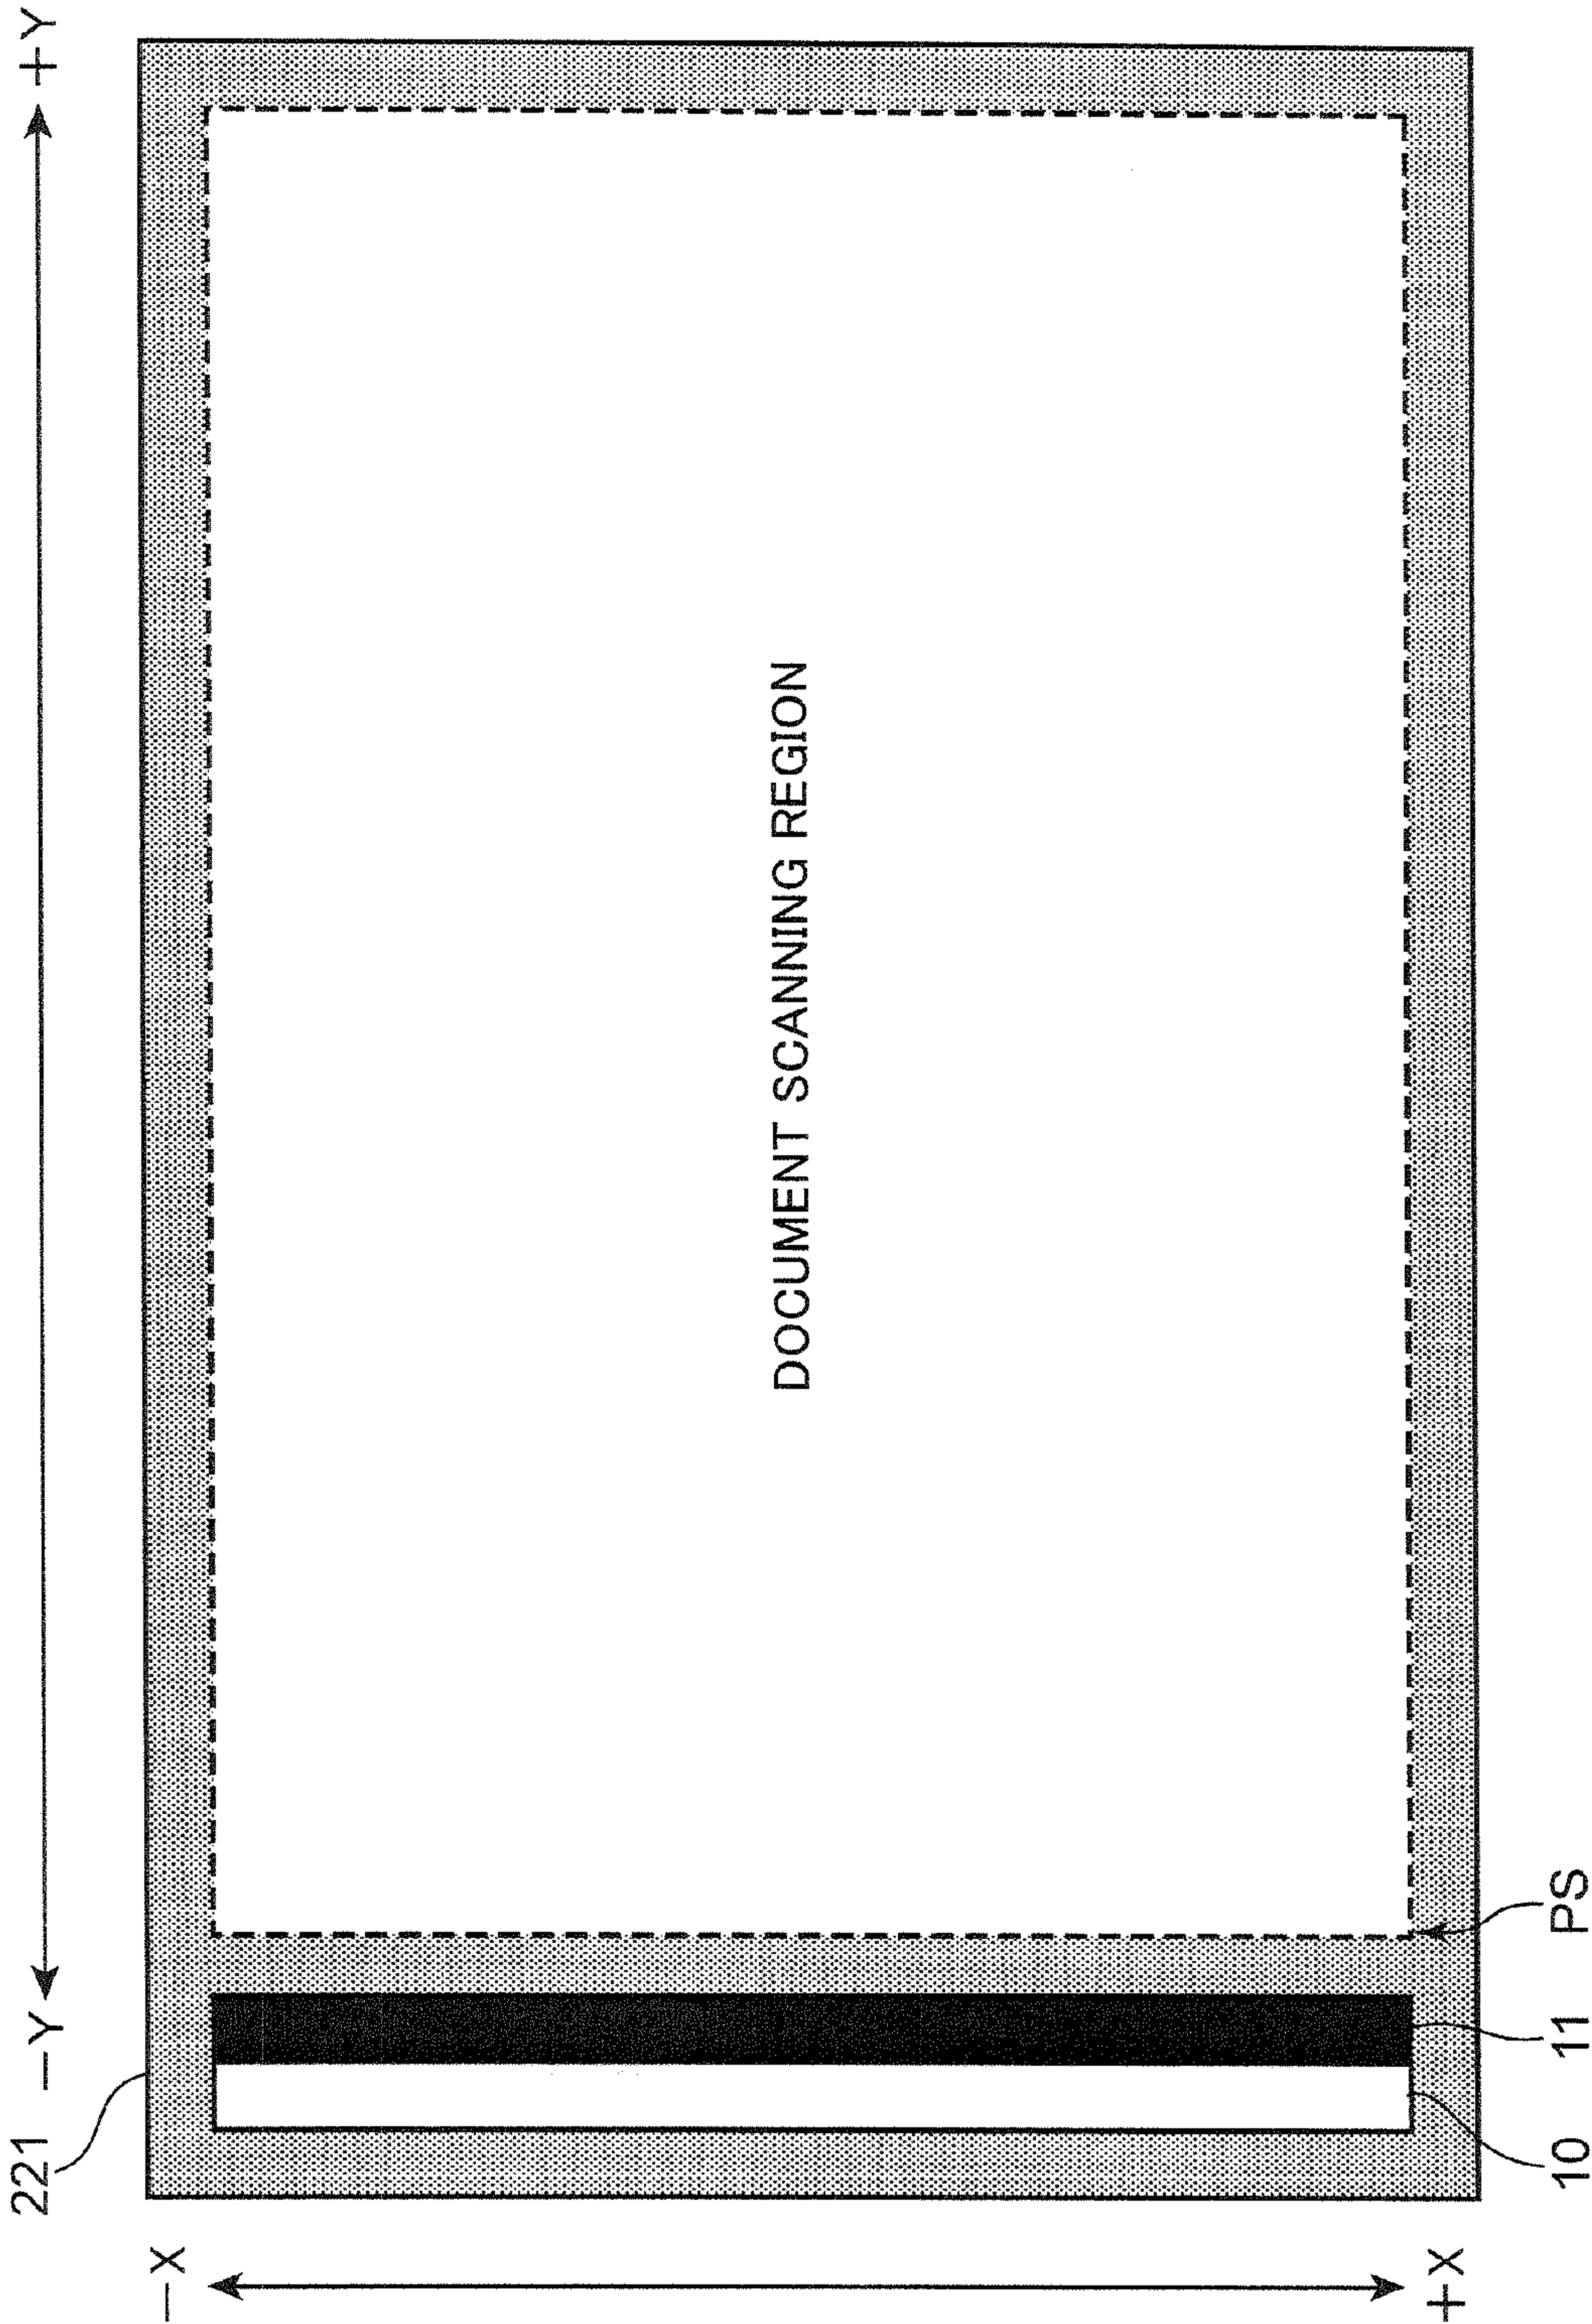 221
−Y
+Y
−X
+X
DOCUMENT SCANNING REGION
10
11
PS